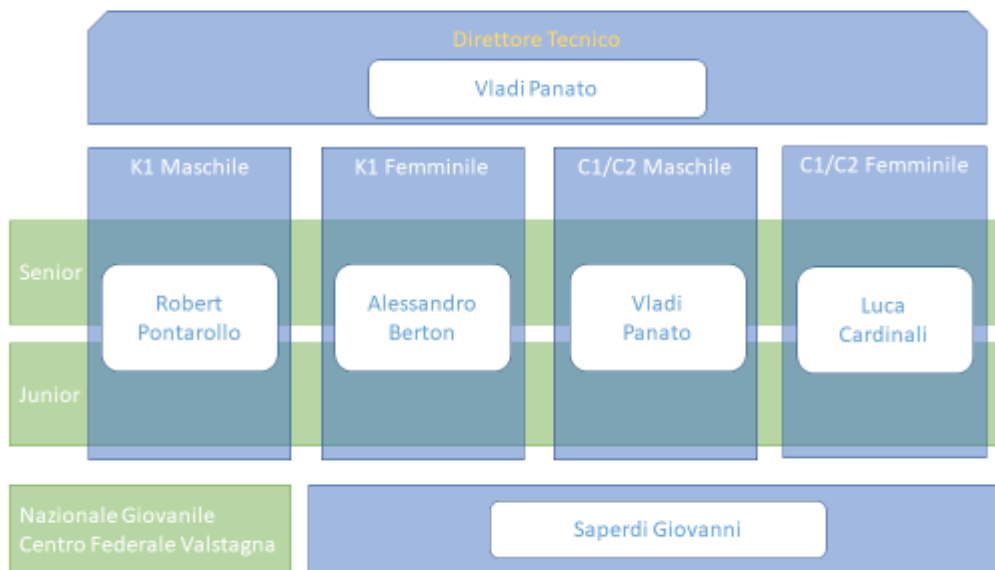 Direttore Tecnico
Vladi Panato
K1 Maschile
K1 Femminile
C1/C2 Maschile
C1/C2 Femminile
Senior
Robert
Pontarollo
Alessandro
Berton
Vladi
Panato
Luca
Cardinali
Junior
Nazionale Giovanile
Centro Federale Valstagna
Saperdi Giovanni